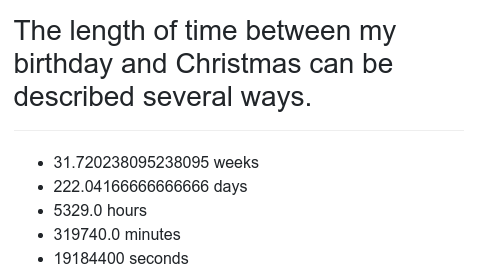 The length of time between my
birthday and Christmas can be
described several ways.
31.720238095238095 weeks
222.04166666666666 days
5329.0 hours
319740.0 minutes
19184400 seconds